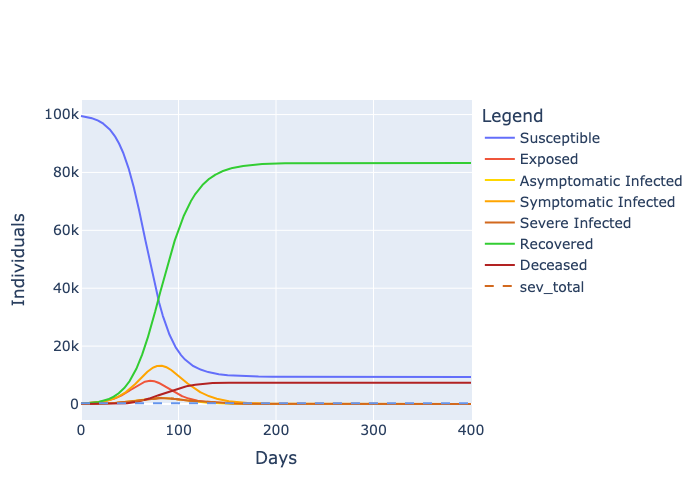 100k
80k
60k
40k
20k
0
Individuals
0 100 200 300 400
Days
Legend
Susceptible
Exposed
Asymptomatic Infected
Symptomatic Infected
Severe Infected
Recovered
Deceased
sev_total